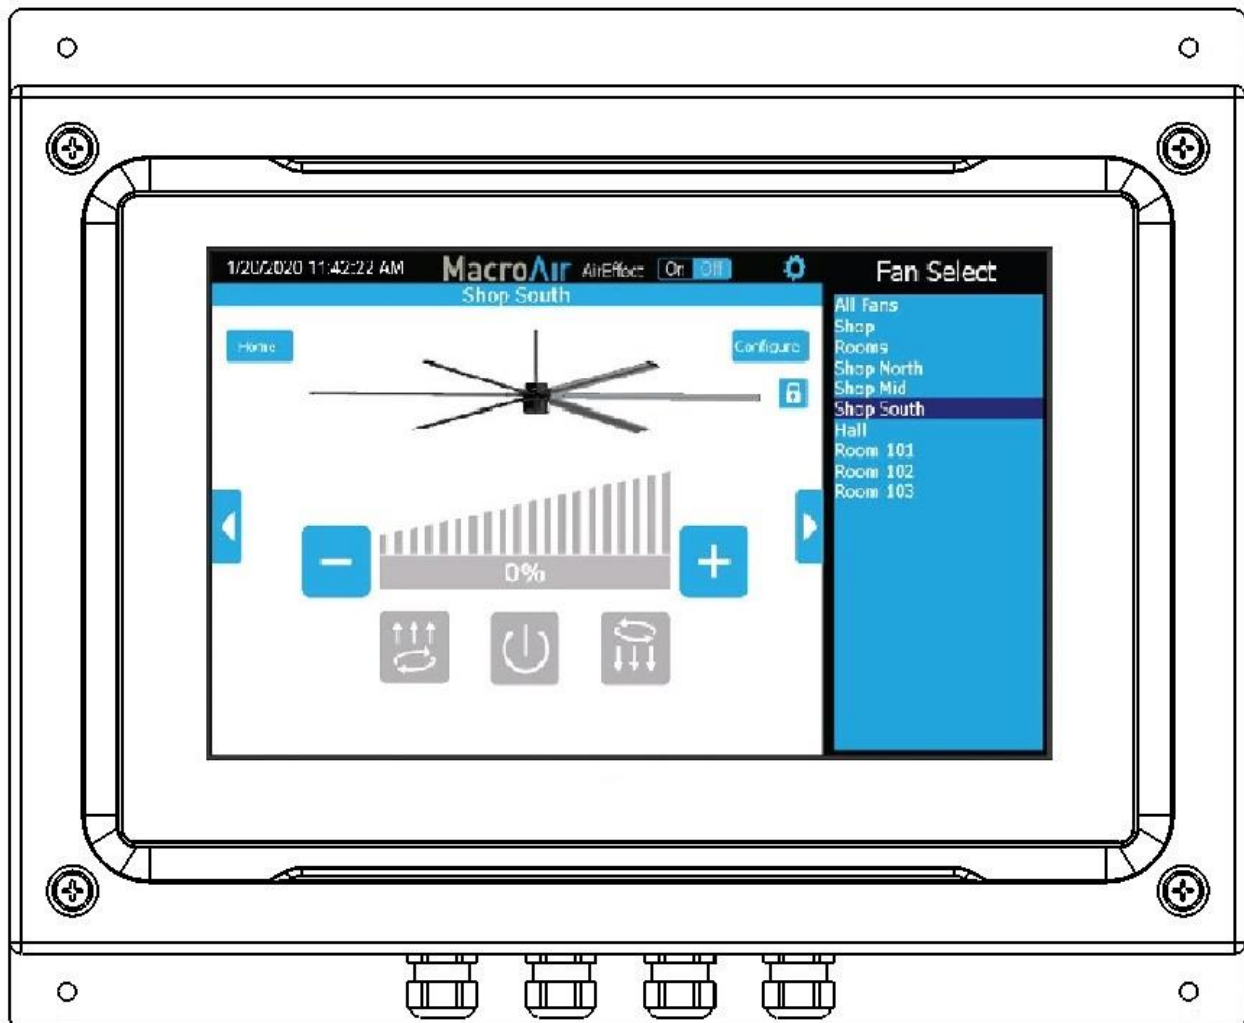 1/20/2020 11:42:22 AM MacroAir AirEffect On Off
Shop South
Home
Configure
0%
Fan Select
All Fans
Shop
Rooms
Shop North
Shop Mid
Shop South
Hall
Room 101
Room 102
Room 103